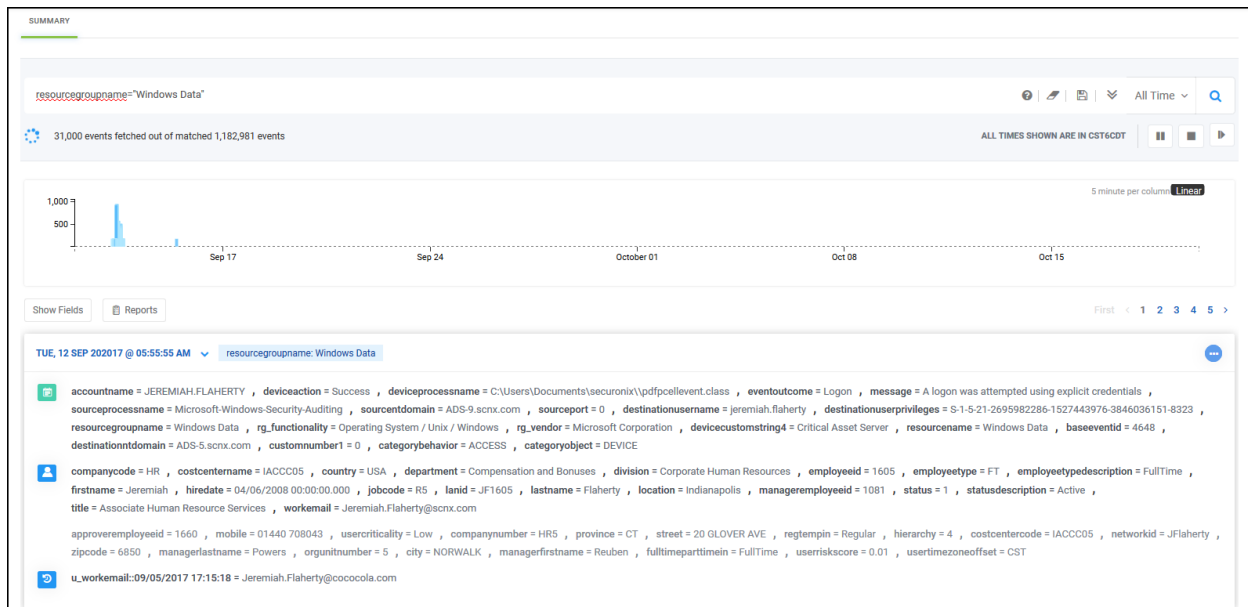 SUMMARY
resourcegroupname="Windows Data"
All Time
31,000 events fetched out of matched 1,182,981 events
ALL TIMES SHOWN ARE IN CST6CDT
5 minute per column Linear
1,000
500
Sep 17 Sep 24 October 01 Oct 08 Oct 15
Show Fields Reports First < 1 2 3 4 5 >
TUE, 12 SEP 202017 @ 05:55:55 AM resourcegroupname: Windows Data
accountname = JEREMIAH.FLAHERTY , deviceaction = Success , deviceprocessname = C:\Users\Documents\securonix\\pdfpcellevent.class , eventoutcome = Logon , message = A logon was attempted using explicit credentials ,
sourceprocessname = Microsoft-Windows-Security-Auditing , sourcentdomain = ADS-9.scnx.com , sourceport = 0 , destinationusername = jeremiah.flaherty , destinationuserprivileges = S-1-5-21-2695982286-1527443976-3846036151-8323 ,
resourcegroupname = Windows Data , rg_functionality = Operating System / Unix / Windows , rg_vendor = Microsoft Corporation , devicecustomstring4 = Critical Asset Server , resourcename = Windows Data , baseeventid = 4648 ,
destinationntdomain = ADS-5.scnx.com , customnumber1 = 0 , categorybehavior = ACCESS , categoryobject = DEVICE
companycode = HR , costcentername = IACCC05 , country = USA , department = Compensation and Bonuses , division = Corporate Human Resources , employeeid = 1605 , employeetype = FT , employeetypedescription = FullTime ,
firstname = Jeremiah , hiredate = 04/06/2008 00:00:00.000 , jobcode = R5 , lanid = JF1605 , lastname = Flaherty , location = Indianapolis , manageremployeeid = 1081 , status = 1 , statusdescription = Active ,
title = Associate Human Resource Services , workemail = Jeremiah.Flaherty@scnx.com
approveremployeeid = 1660 , mobile = 01440 708043 , usercriticality = Low , companynumber = HR5 , province = CT , street = 20 GLOVER AVE , regtempin = Regular , hierarchy = 4 , costcentercode = IACCC05 , networkid = JFlaherty ,
zipcode = 6850 , managerlastname = Powers , orgunitnumber = 5 , city = NORWALK , managerfirstname = Reuben , fulltimeparttimein = FullTime , userriskscore = 0.01 , usertimezoneoffset = CST
u_workemail::09/05/2017 17:15:18 = Jeremiah.Flaherty@cococola.com